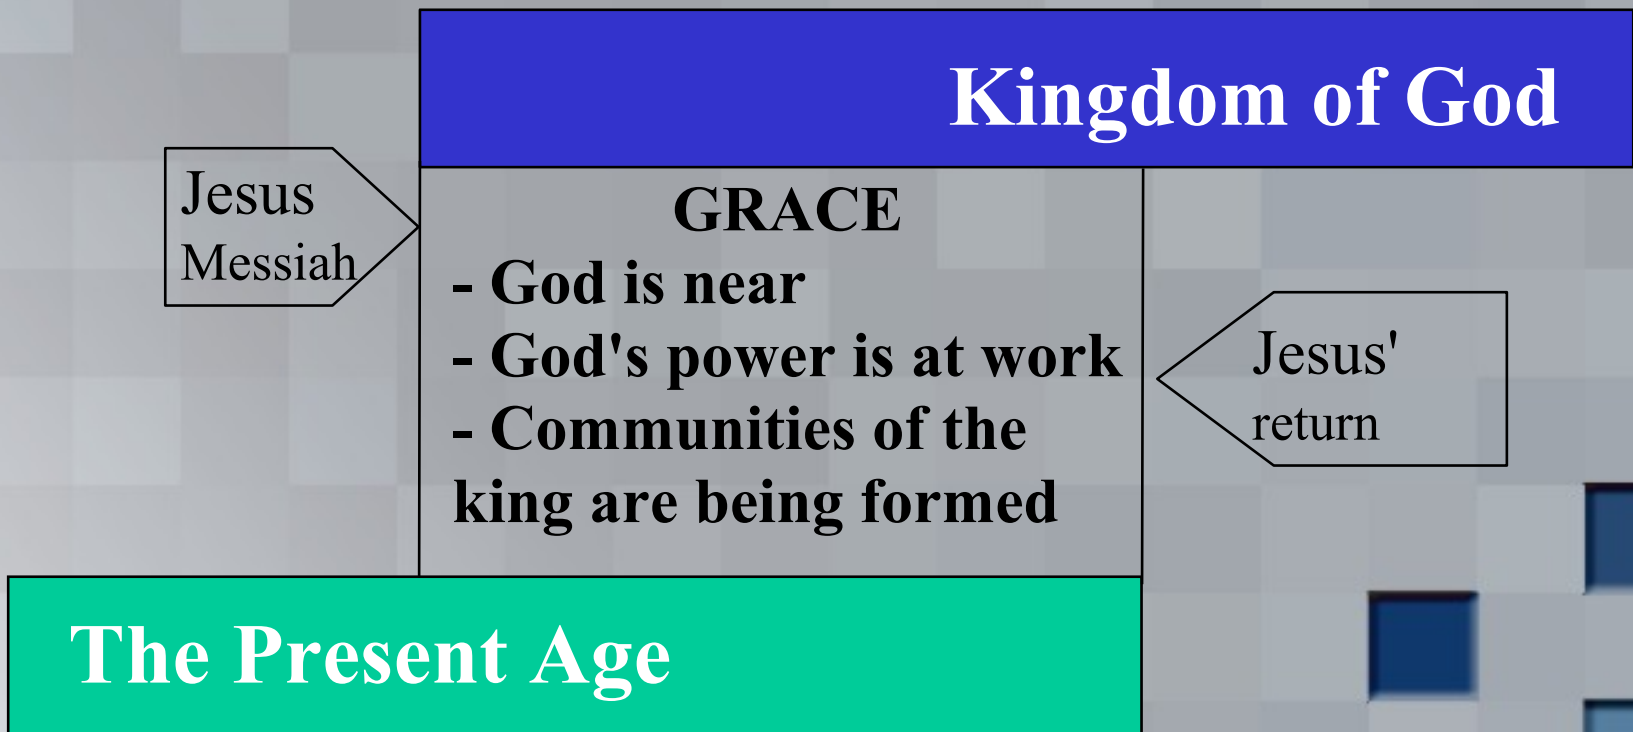 Kingdom of God
Jesus
Messiah
GRACE
- God is near
- God's power is at work
- Communities of the
king are being formed
Jesus'
return
The Present Age